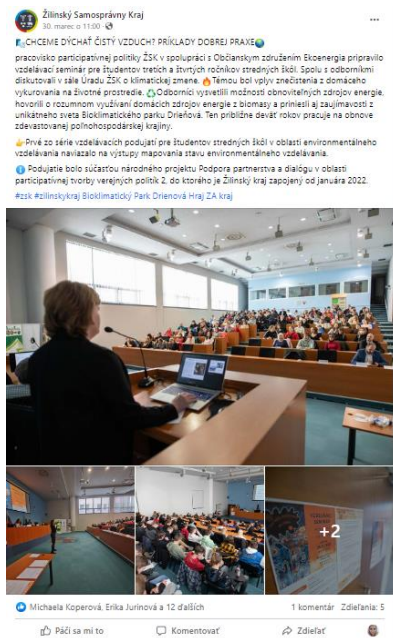 Žilinský Samosprávny Kraj
30. marec o 11:00 ·
CHCEME DÝCHAŤ ČISTÝ VZDUCH? PRÍKLADY DOBREJ PRAXE
pracovisko participatívnej politiky ŽSK v spolupráci s Občianskym združením Ekoenergia pripravilo
vzdelávací seminár pre študentov tretích a štvrtých ročníkov stredných škôl. Spolu s odborníkmi
diskutovali v sále Úradu ŽSK o klimatickej zmene. 🔥Témou bol vplyv znečistenia z domáceho
vykurovania na životné prostredie. ♻Odborníci vysvetlili možnosti obnoviteľných zdrojov energie,
hovorili o rozumnom využívaní domácich zdrojov energie z biomasy a priniesli aj zaujímavosti z
unikátneho sveta Bioklimatického parku Drieňová. Ten približne deväť rokov pracuje na obnove
zdevastovanej poľnohospodárskej krajiny.
👉Prvé zo série vzdelávacích podujatí pre študentov stredných škôl v oblasti environmentálneho
vzdelávania naviazalo na výstupy mapovania stavu environmentálneho vzdelávania.
ℹ Podujatie bolo súčasťou národného projektu Podpora partnerstva a dialógu v oblasti
participatívnej tvorby verejných politík 2, do ktorého je Žilinský kraj zapojený od januára 2022.
#zsk #zilinskykraj Bioklimatický Park Drienová Hraj ZA kraj
+2
Michaela Koperová, Erika Jurinová a 12 ďalších
1 komentár Zdieľania: 5
Páči sa mi to
Komentovať
Zdieľať